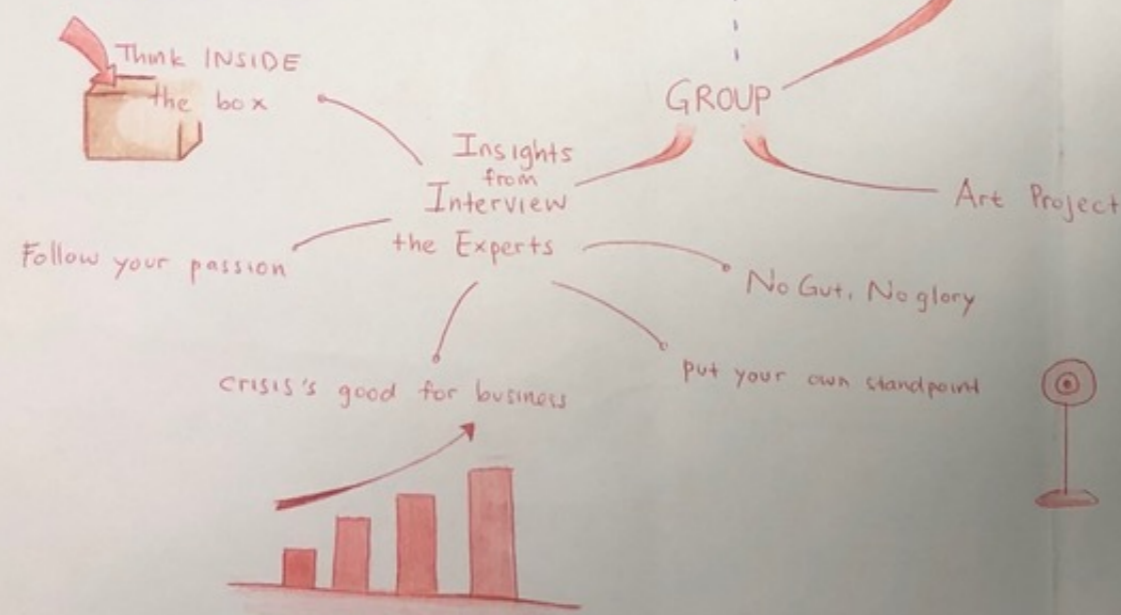 Think INSIDE
the box
GROUP
Insights
from
Interview
the Experts
Art Project
Follow your passion
No Gut, No glory
put your own standpoint
crisis's good for business